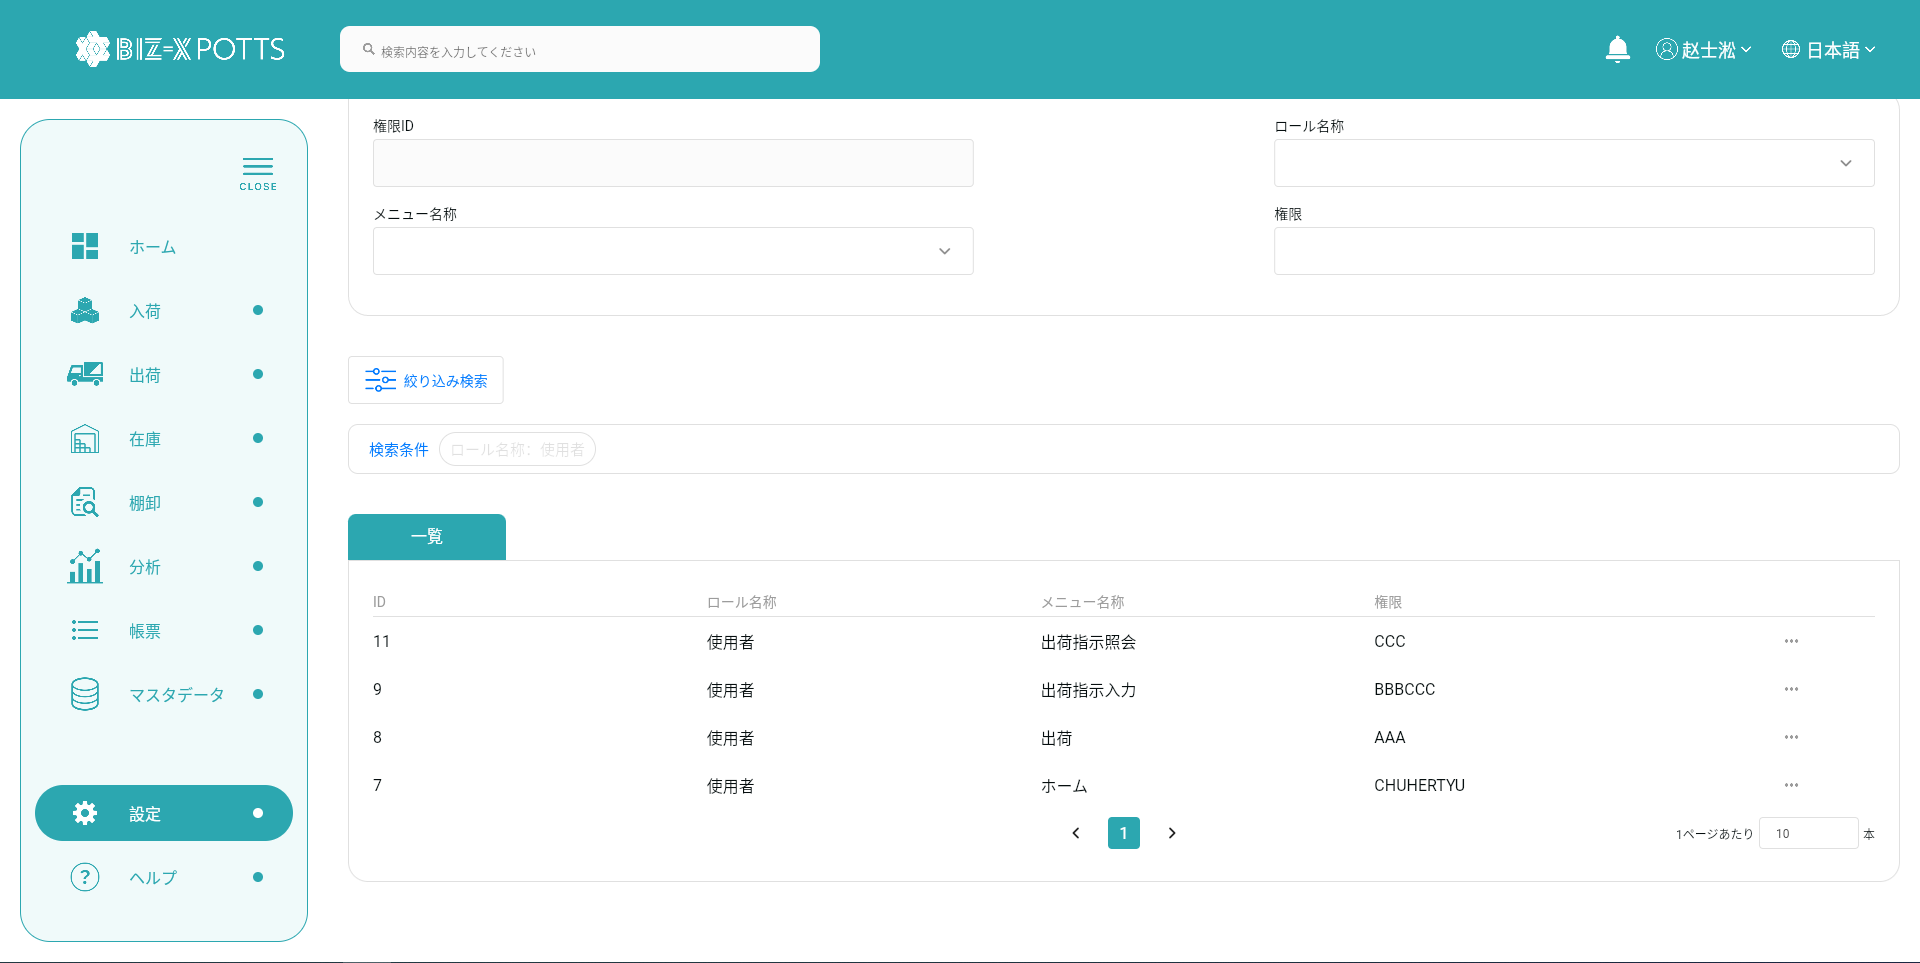 BIZ=X POTTS
検索内容を入力してください
赵士淞
日本語
CLOSE
ホーム
入荷
出荷
在庫
棚卸
分析
帳票
マスタデータ
設定
ヘルプ
権限ID
ロール名称
メニュー名称
権限
絞り込み検索
検索条件 ロール名称：使用者
一覧
ID ロール名称 メニュー名称 権限
11 使用者 出荷指示照会 CCC
9 使用者 出荷指示入力 BBBCCC
8 使用者 出荷 AAA
7 使用者 ホーム CHUHERTYU
1
1ページあたり 10 本